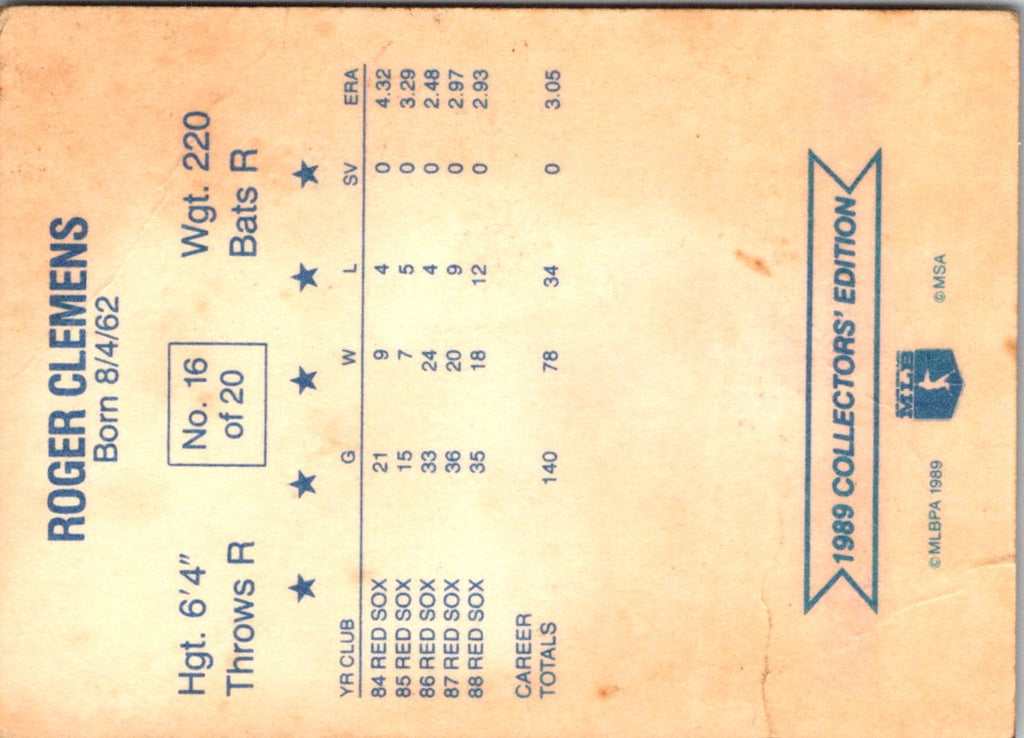 ROGER CLEMENS
Born 8/4/62
Hgt. 6'4" No. 16 Wgt. 220
Throws R of 20 Bats R
YR CLUB G W L SV ERA
84 RED SOX 21 9 4 0 4.32
85 RED SOX 15 7 5 0 3.29
86 RED SOX 33 24 4 0 2.48
87 RED SOX 36 20 9 0 2.97
88 RED SOX 35 18 12 0 2.93
CAREER
TOTALS 140 78 34 0 3.05
1989 COLLECTORS' EDITION
MLB
©MLBPA 1989 ©MSA